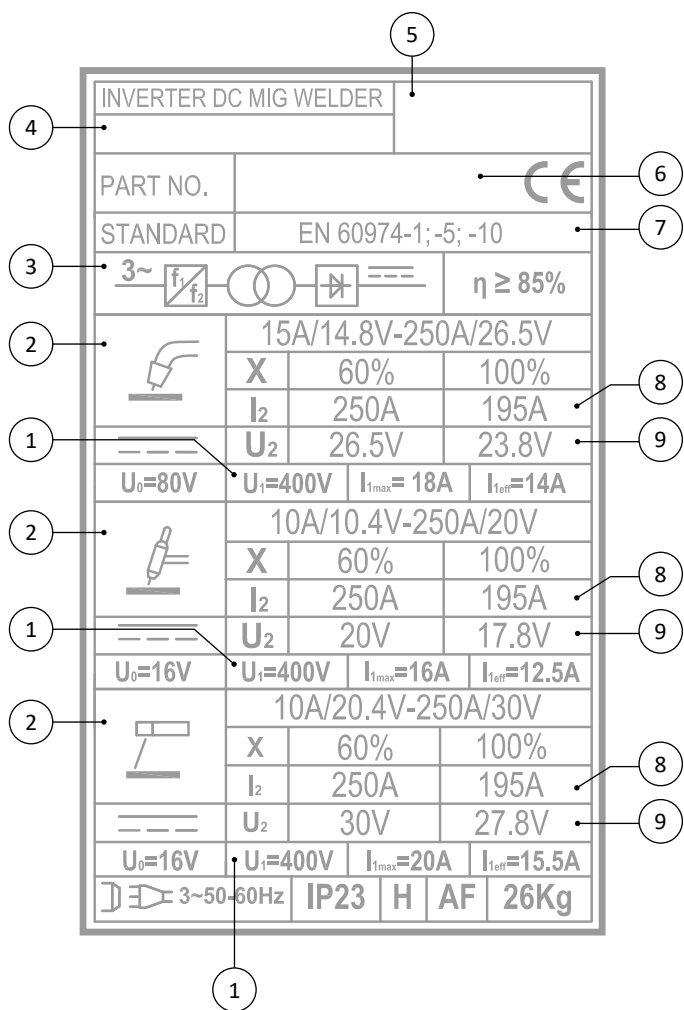 5
INVERTER DC MIG WELDER
4
6
PART NO. CE
STANDARD EN 60974-1; -5; -10
7
3
3~ f₁ f₂ η ≥ 85%
2
15A/14.8V-250A/26.5V
X 60% 100%
8
I₂ 250A 195A
1
U₂ 26.5V 23.8V
9
U₀=80V U₁=400V I₁max= 18A I₁eff=14A
2
10A/10.4V-250A/20V
X 60% 100%
8
I₂ 250A 195A
1
U₂ 20V 17.8V
9
U₀=16V U₁=400V I₁max=16A I₁eff=12.5A
2
10A/20.4V-250A/30V
X 60% 100%
8
I₂ 250A 195A
U₂ 30V 27.8V
9
U₀=16V U₁=400V I₁max=20A I₁eff=15.5A
3~50-60Hz IP23 H AF 26Kg
1